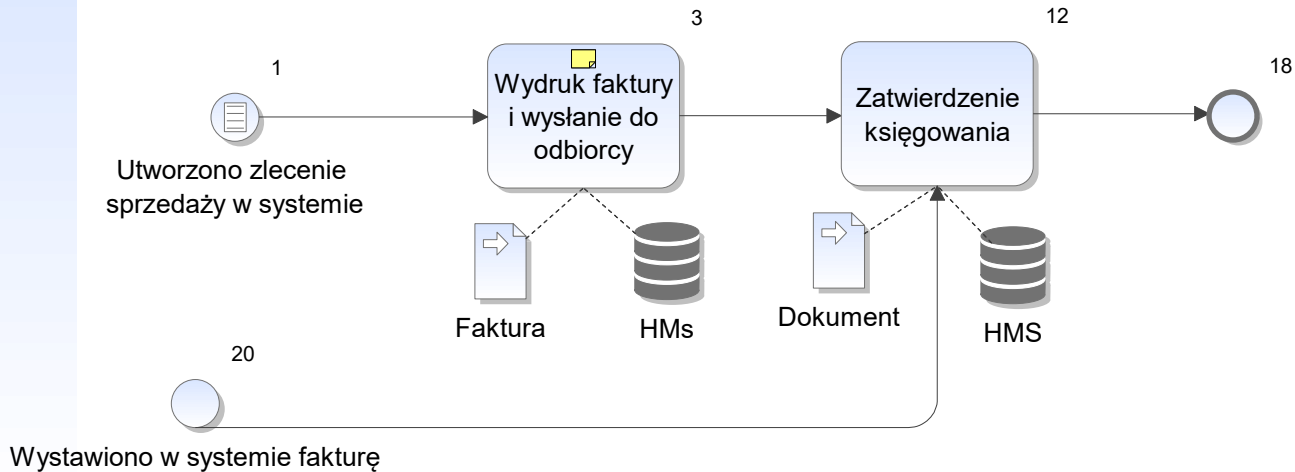 3
12
1
18
Wydruk faktury
i wysłanie do
odbiorcy
Zatwierdzenie
księgowania
Utworzono zlecenie
sprzedaży w systemie
Faktura
HMs
Dokument
HMS
20
Wystawiono w systemie fakturę